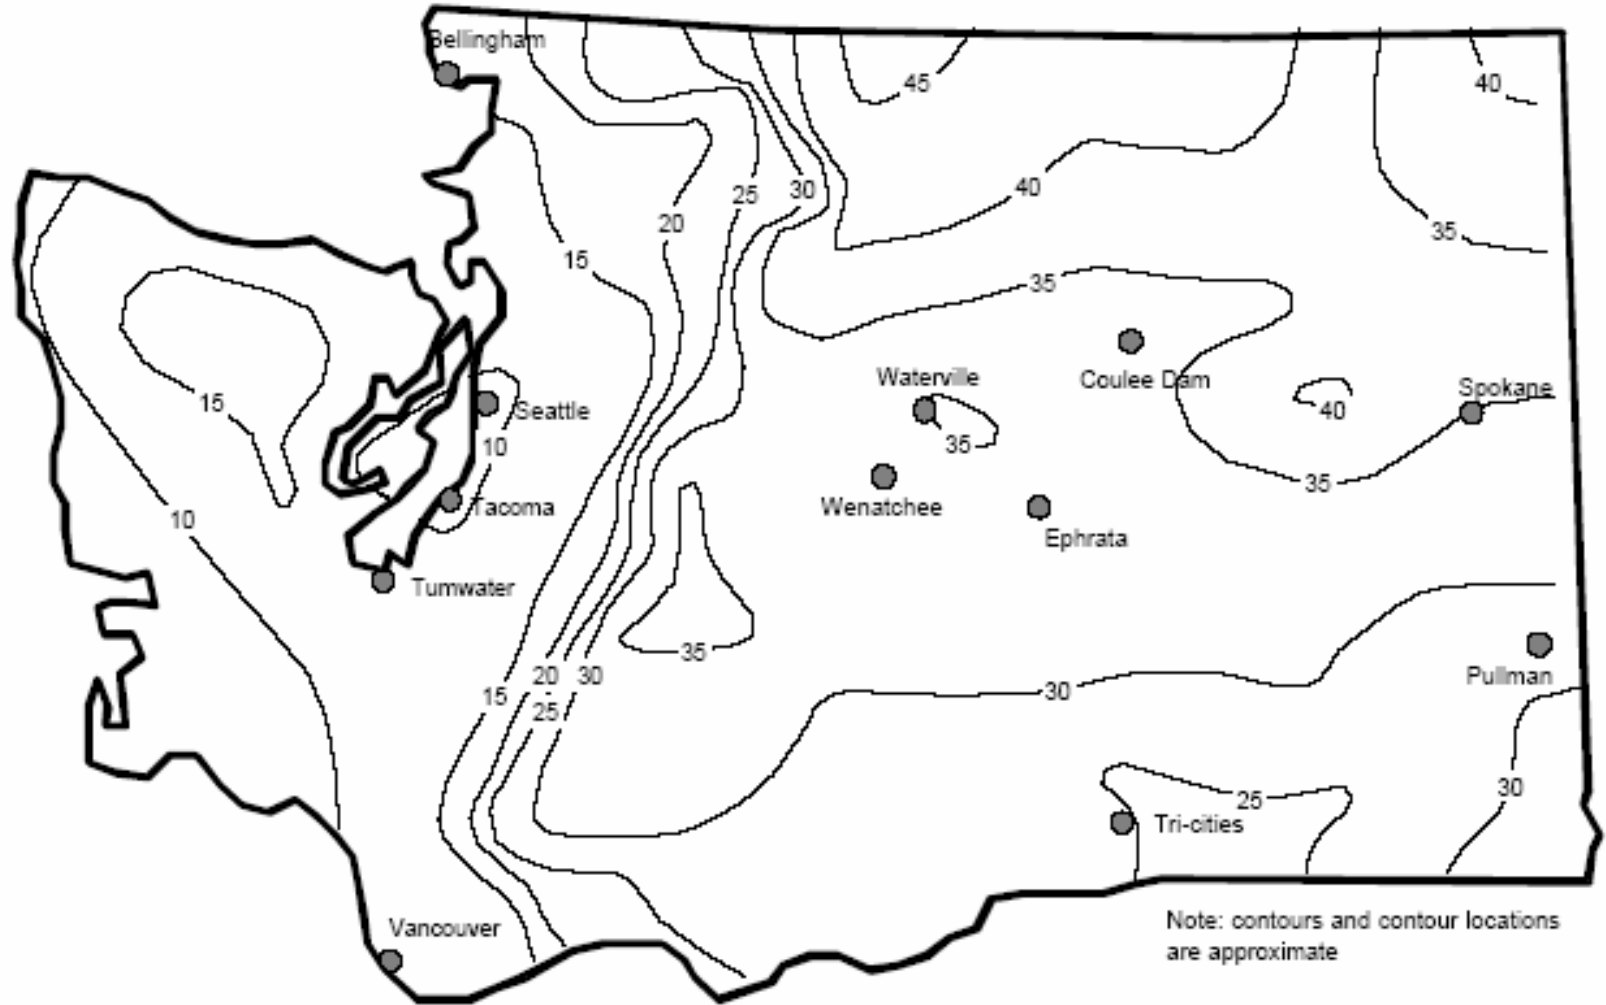 Bellingham
45
40
40
30
25
20
35
15
35
Waterville
Coulee Dam
Spokane
15
Seattle
40
10
35
35
Wenatchee
Tacoma
10
Ephrata
Tumwater
35
20
30
Pullman
15
30
25
30
25
Tri-cities
Note: contours and contour locations
are approximate
Vancouver